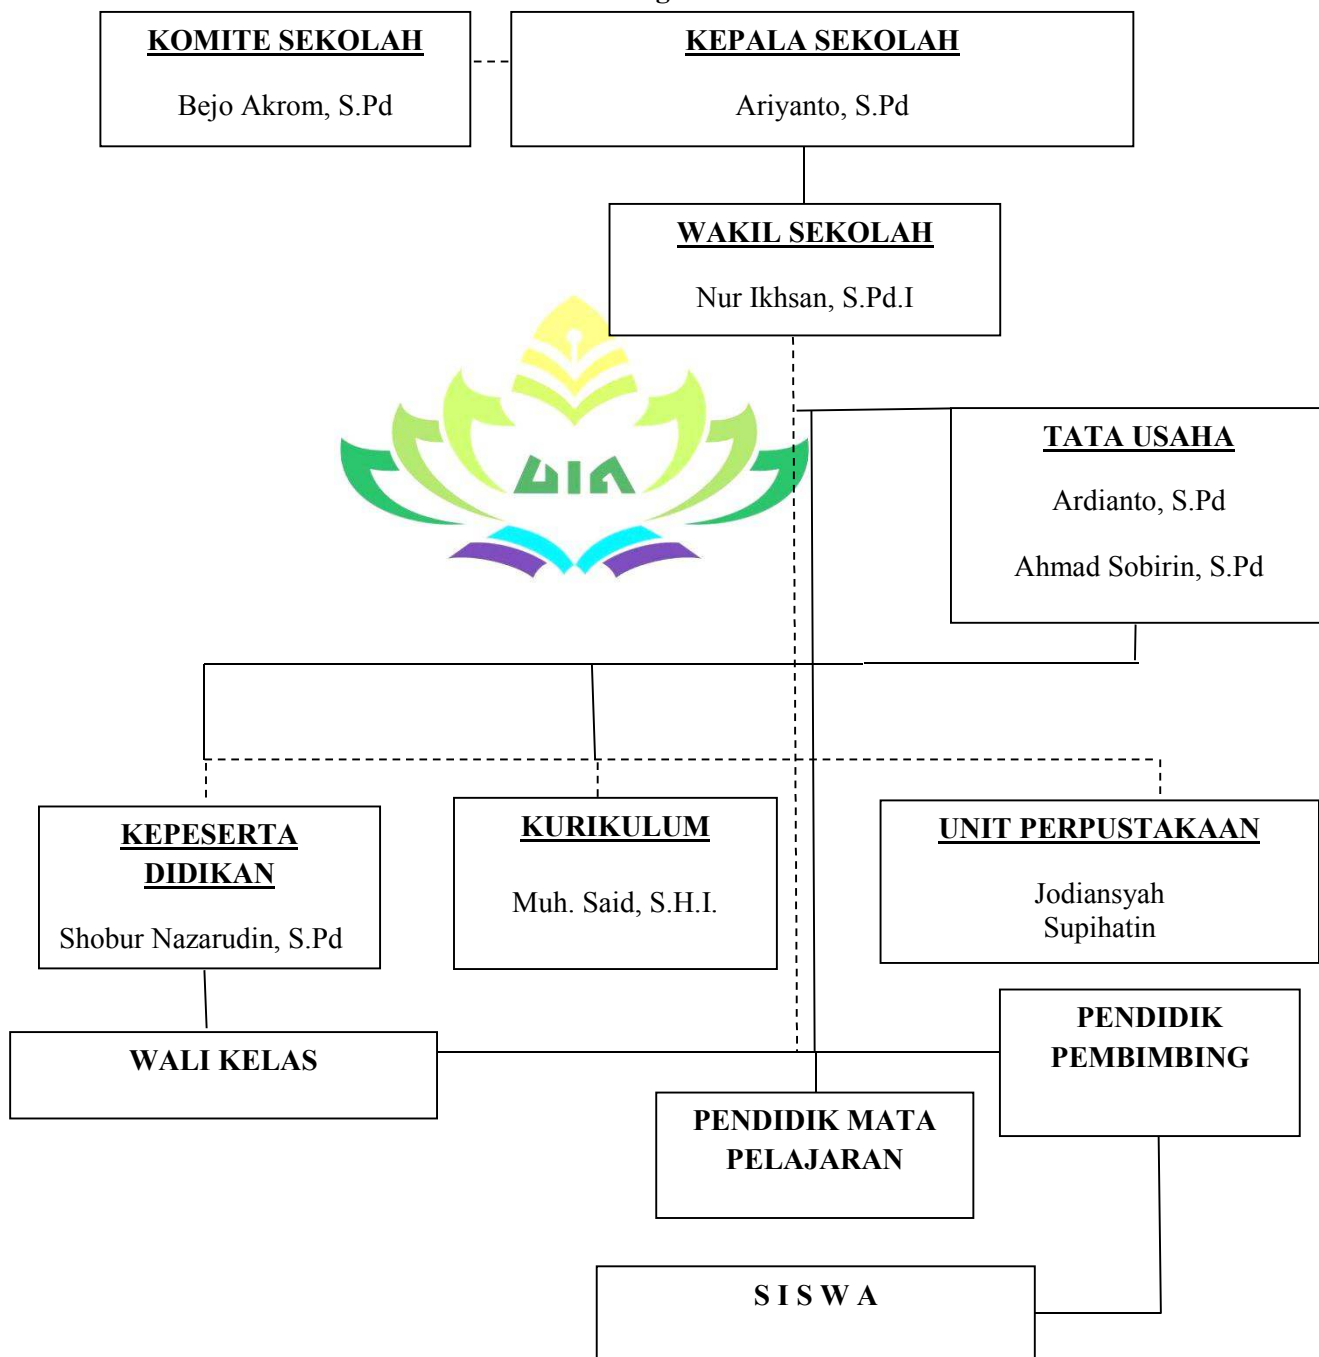 KOMITE SEKOLAH
Bejo Akrom, S.Pd
KEPALA SEKOLAH
Ariyanto, S.Pd
WAKIL SEKOLAH
Nur Ikhsan, S.Pd.I
UIN
TATA USAHA
Ardianto, S.Pd
Ahmad Sobirin, S.Pd
KEPESERTA
DIDIKAN
Shobur Nazarudin, S.Pd
KURIKULUM
Muh. Said, S.H.I.
UNIT PERPUSTAKAAN
Jodiansyah
Supihatin
WALI KELAS
PENDIDIK
PEMBIMBING
PENDIDIK MATA
PELAJARAN
S I S W A